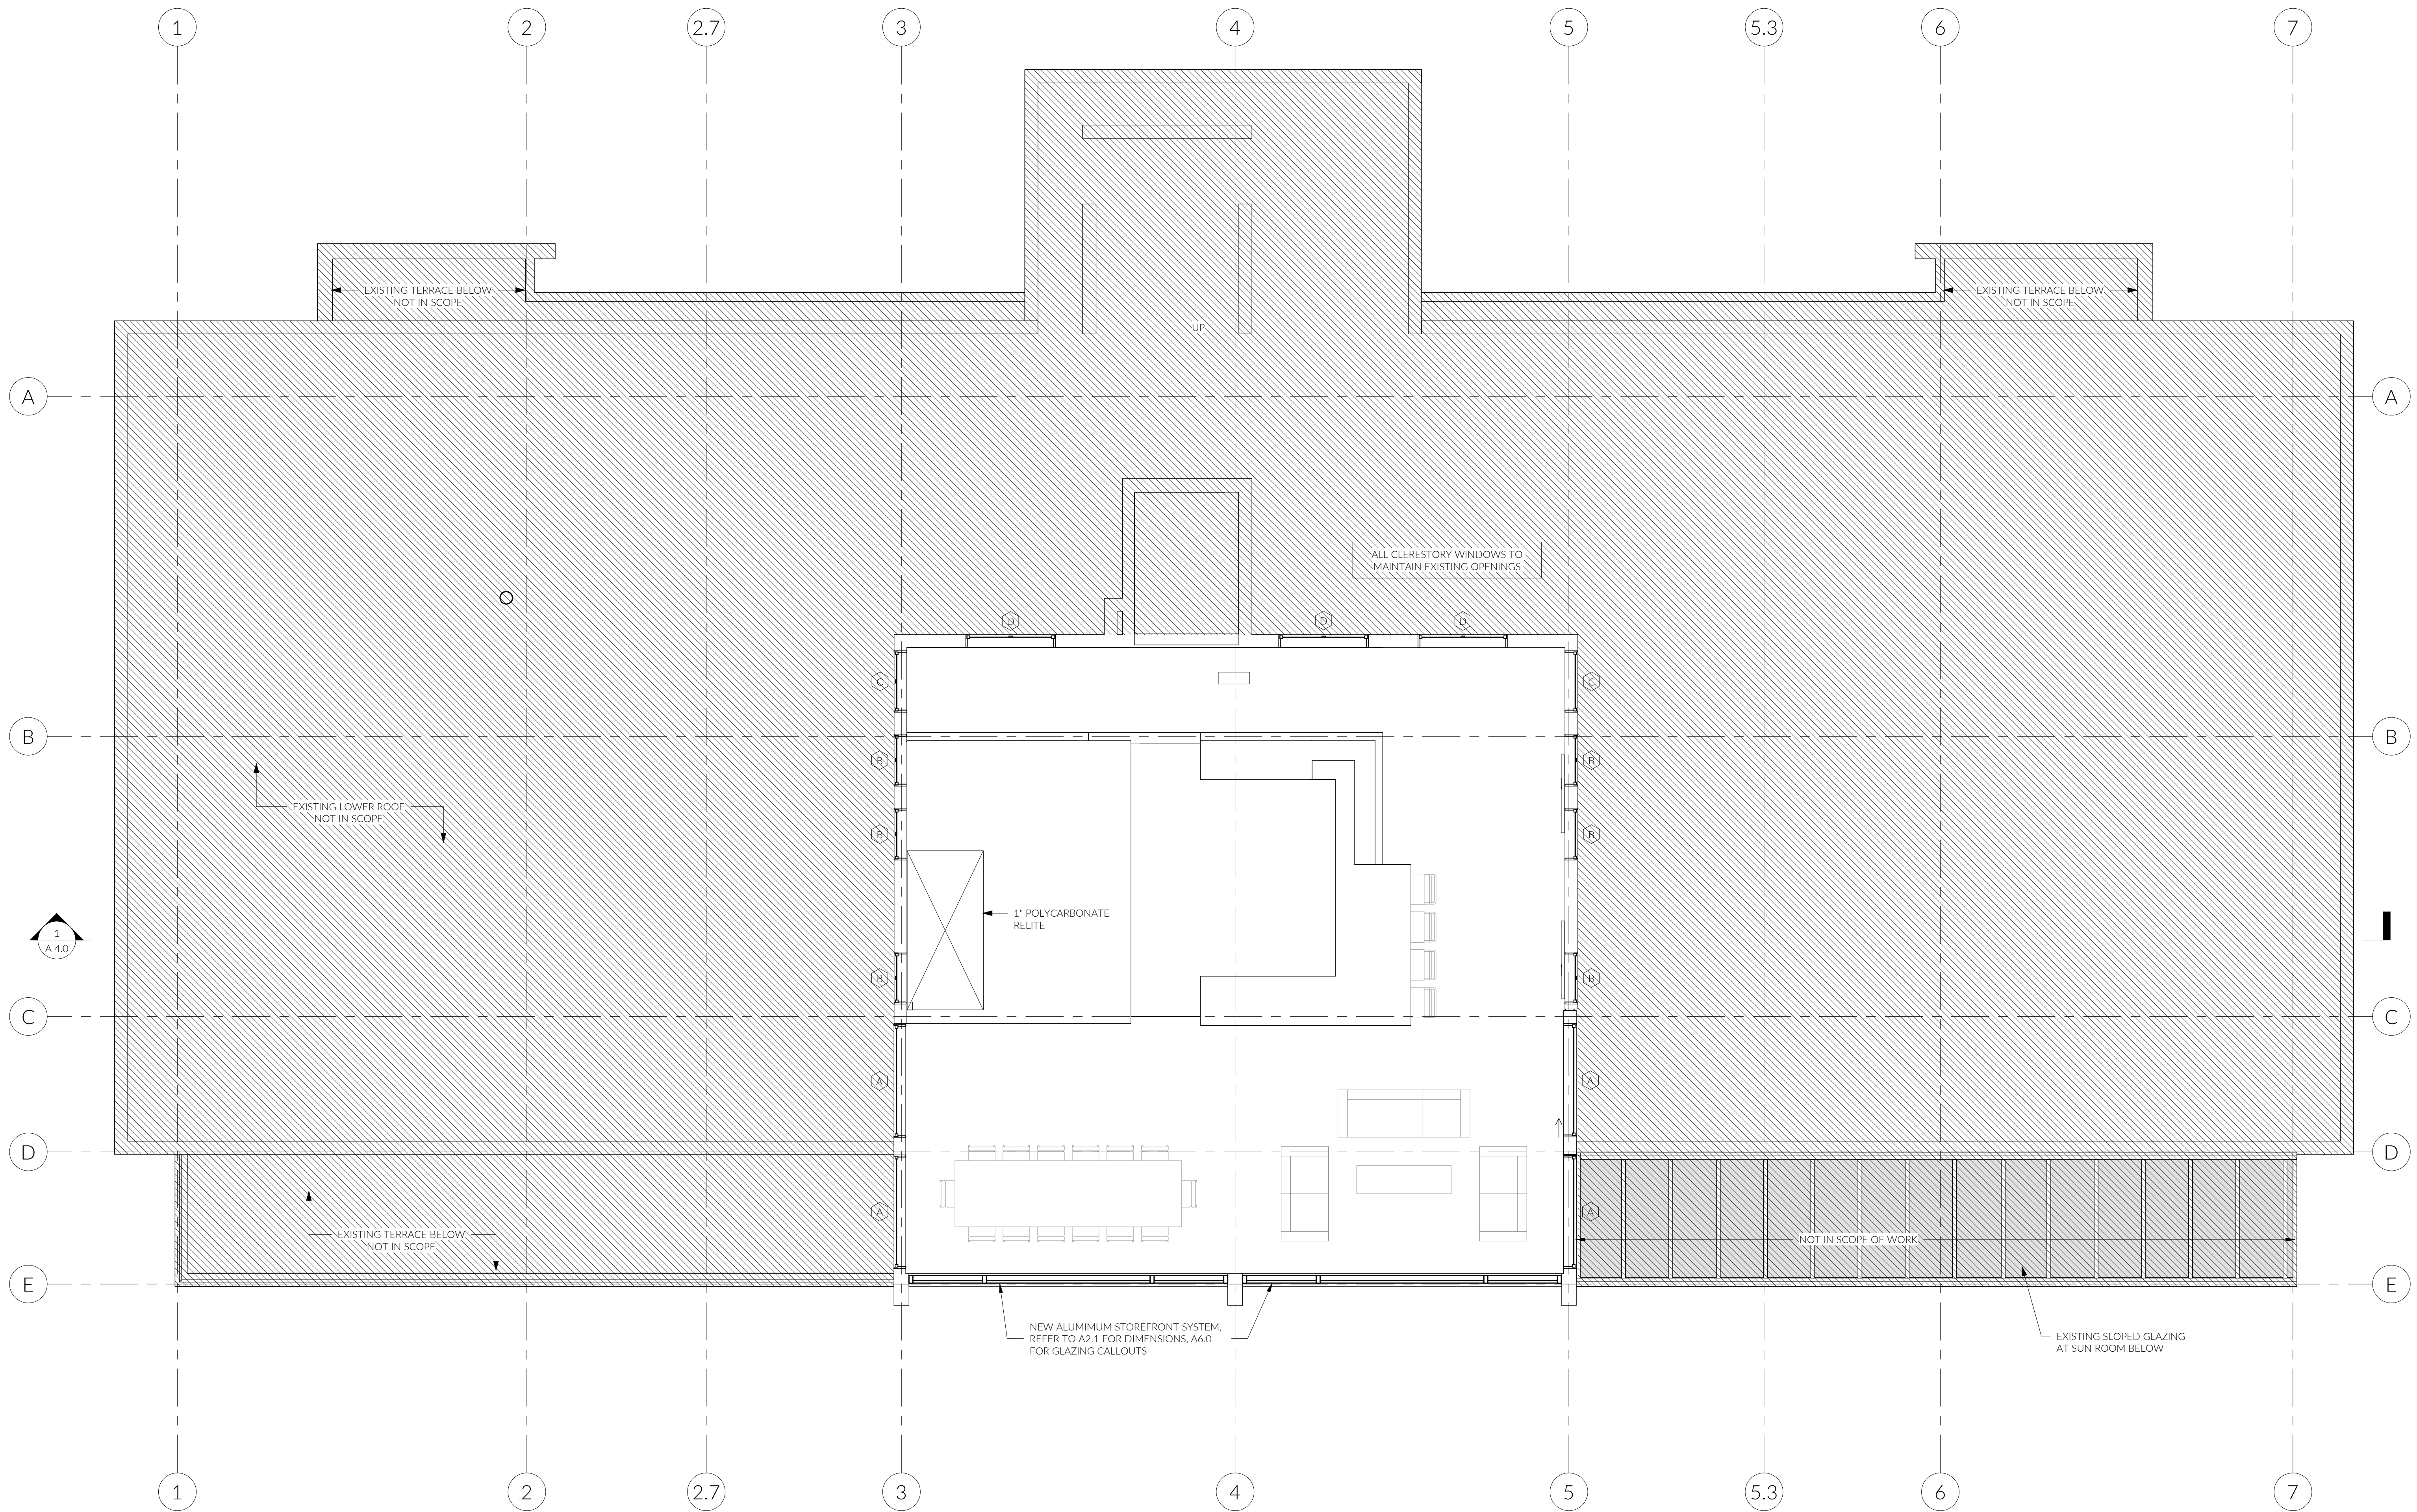 1 2 2.7 3 4 5 5.3 6 7
EXISTING TERRACE BELOW
NOT IN SCOPE
EXISTING TERRACE BELOW
NOT IN SCOPE
UP
A A
ALL CLERESTORY WINDOWS TO
MAINTAIN EXISTING OPENINGS
D D D
C C
B B
B B
EXISTING LOWER ROOF
NOT IN SCOPE
B B
1" POLYCARBONATE
RELITE
1
A 4.0
B B
C C
A A
D D
A A
EXISTING TERRACE BELOW
NOT IN SCOPE
NOT IN SCOPE OF WORK
E E
NEW ALUMIMUM STOREFRONT SYSTEM,
REFER TO A2.1 FOR DIMENSIONS, A6.0
FOR GLAZING CALLOUTS
EXISTING SLOPED GLAZING
AT SUN ROOM BELOW
1 2 2.7 3 4 5 5.3 6 7